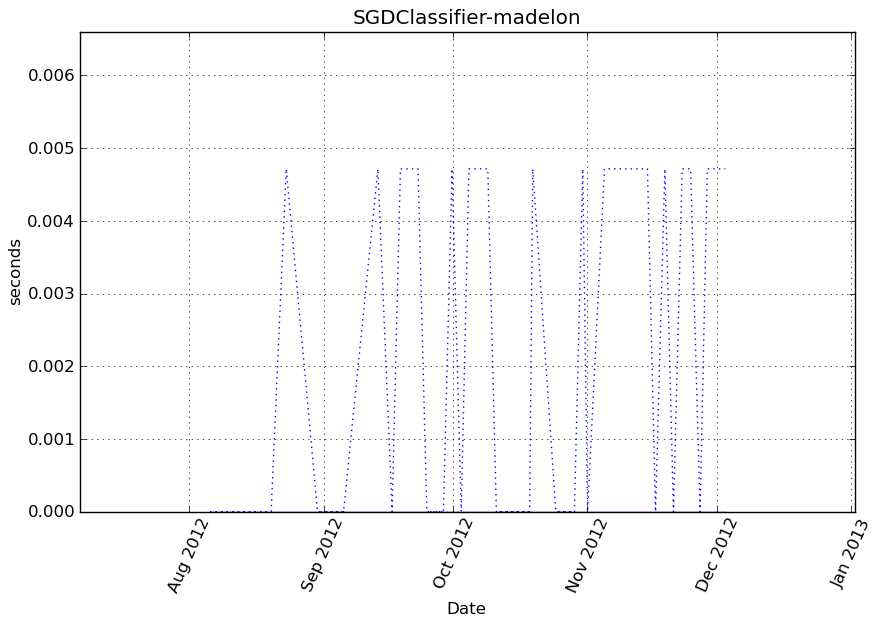 SGDClassifier-madelon
0.006
0.005
0.004
0.003
0.002
0.001
0.000
seconds
Aug 2012
Sep 2012
Oct 2012
Nov 2012
Dec 2012
Jan 2013
Date